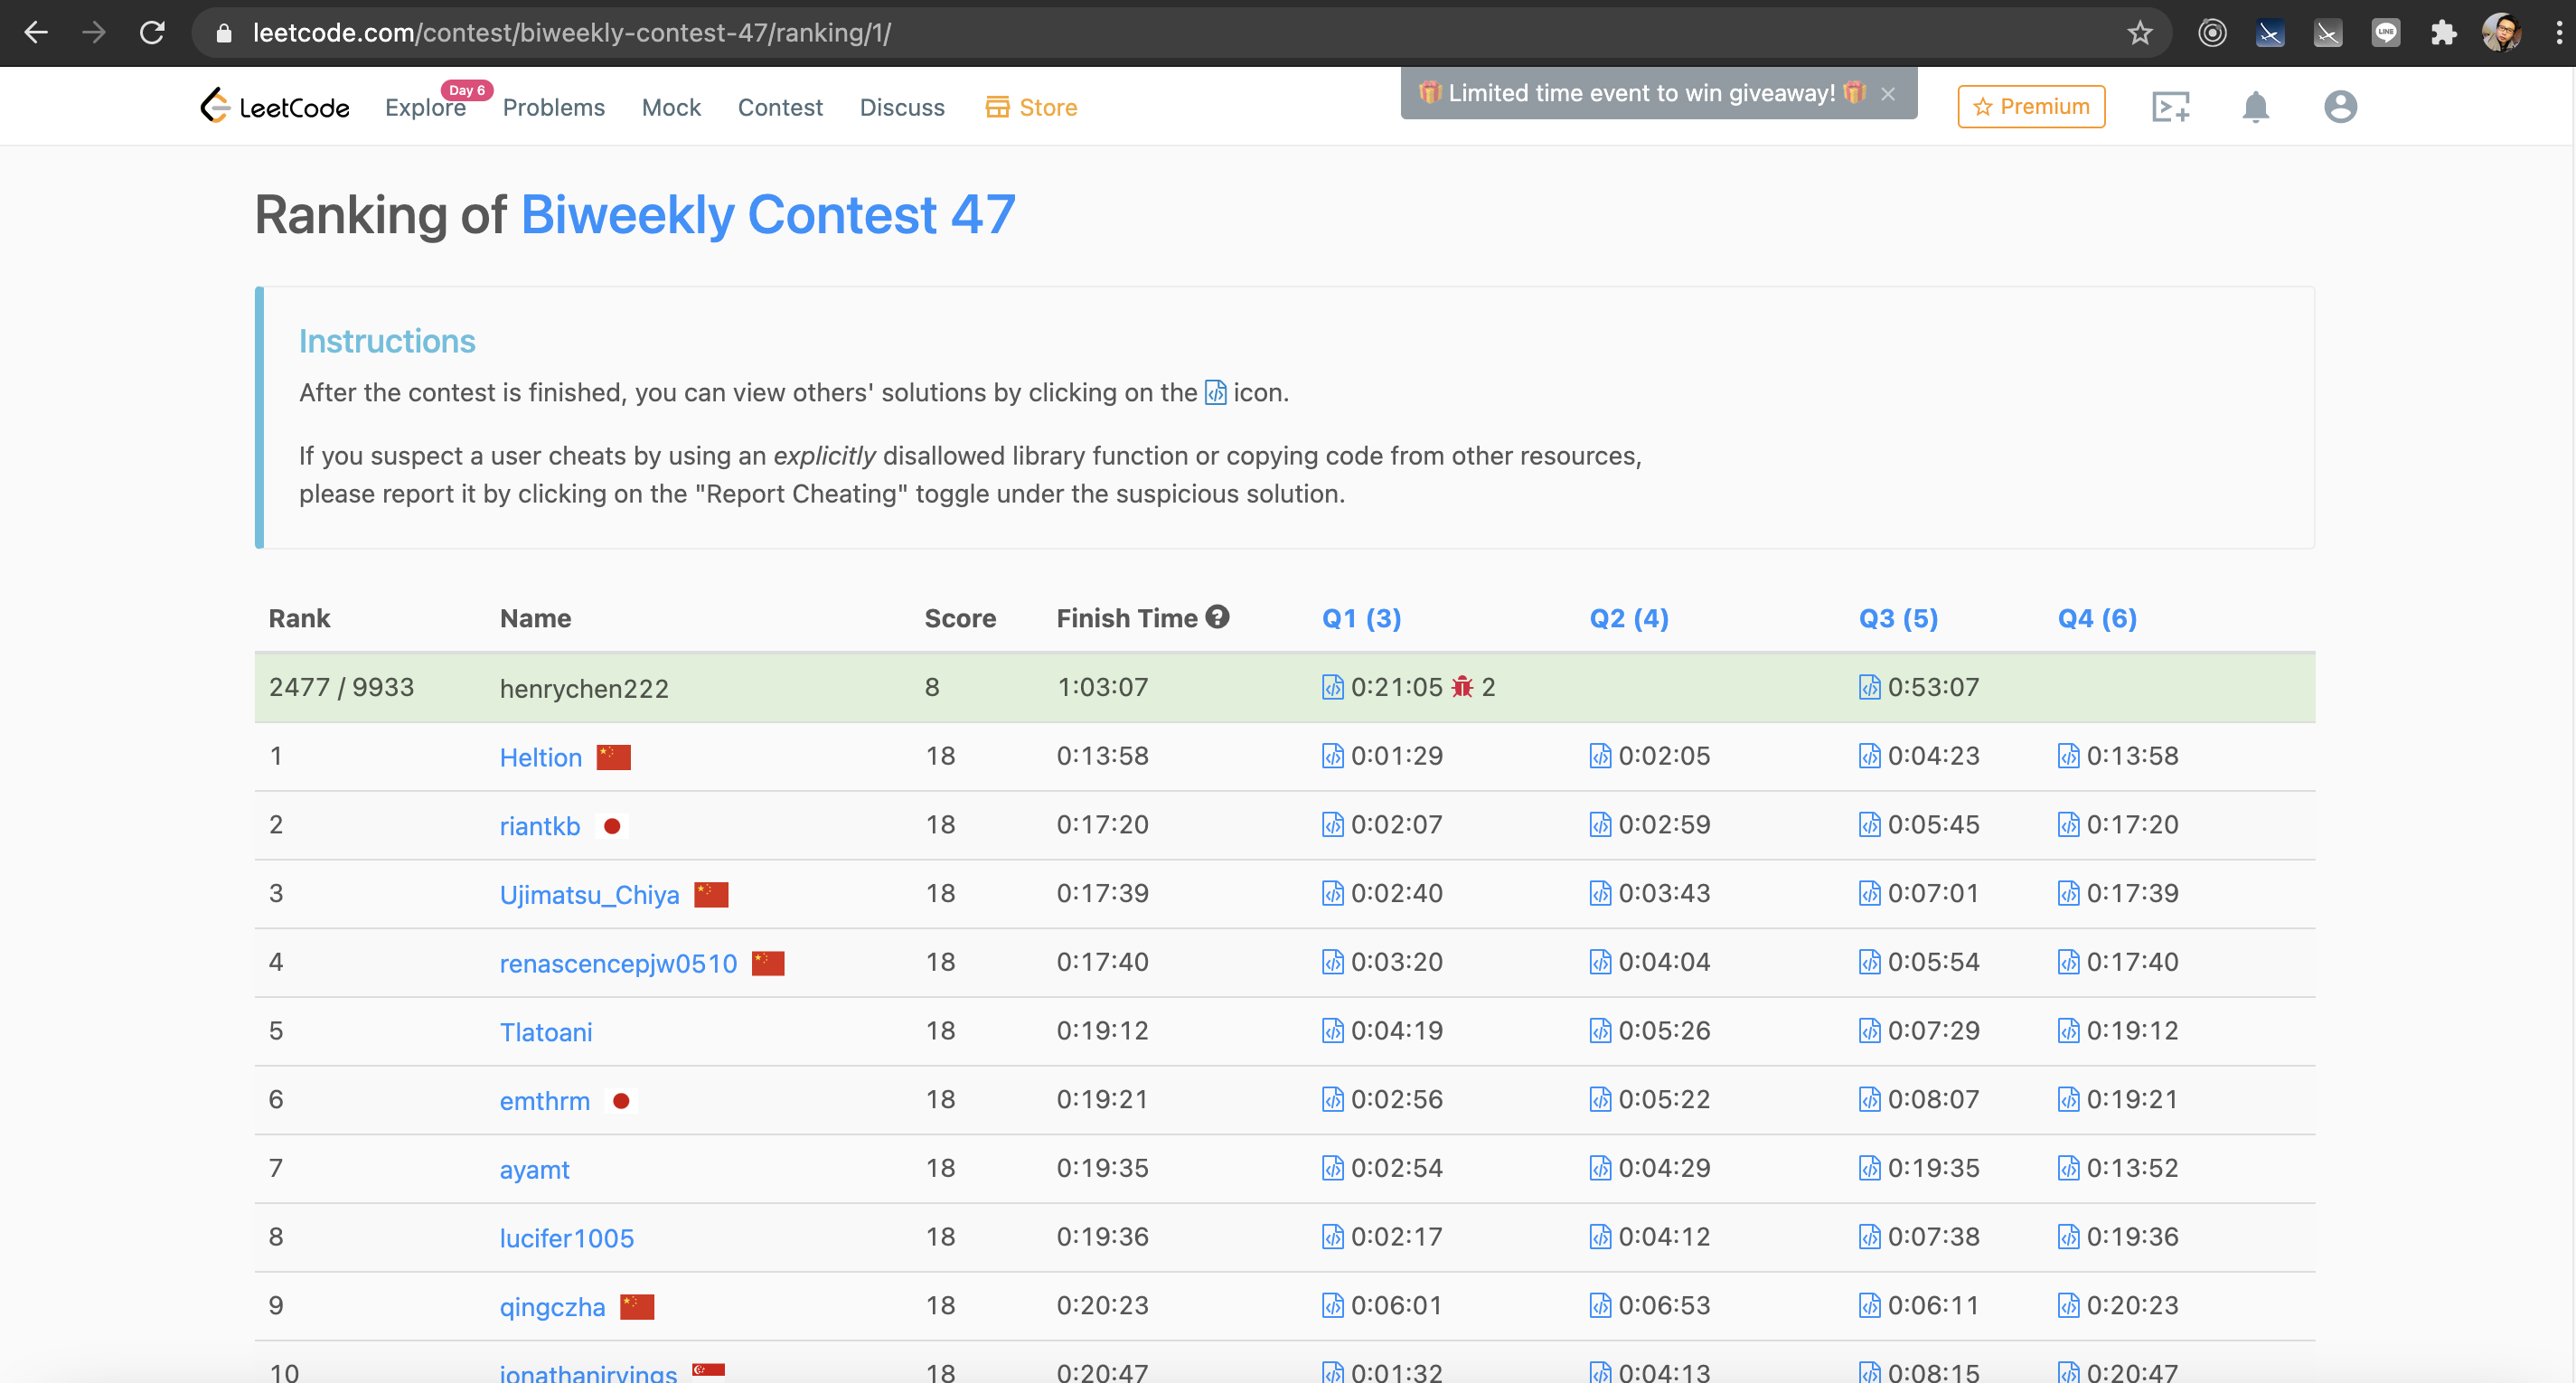 leetcode.com/contest/biweekly-contest-47/ranking/1/
LINE
LeetCode Explore Day 6 Problems Mock Contest Discuss Store Limited time event to win giveaway! Premium
Ranking of Biweekly Contest 47
Instructions
After the contest is finished, you can view others' solutions by clicking on the icon.
If you suspect a user cheats by using an explicitly disallowed library function or copying code from other resources,
please report it by clicking on the "Report Cheating" toggle under the suspicious solution.
Rank Name Score Finish Time Q1 (3) Q2 (4) Q3 (5) Q4 (6)
2477 / 9933 henrychen222 8 1:03:07 0:21:05 2 0:53:07
1 Heltion 18 0:13:58 0:01:29 0:02:05 0:04:23 0:13:58
2 riantkb 18 0:17:20 0:02:07 0:02:59 0:05:45 0:17:20
3 Ujimatsu_Chiya 18 0:17:39 0:02:40 0:03:43 0:07:01 0:17:39
4 renascencepjw0510 18 0:17:40 0:03:20 0:04:04 0:05:54 0:17:40
5 Tlatoani 18 0:19:12 0:04:19 0:05:26 0:07:29 0:19:12
6 emthrm 18 0:19:21 0:02:56 0:05:22 0:08:07 0:19:21
7 ayamt 18 0:19:35 0:02:54 0:04:29 0:19:35 0:13:52
8 lucifer1005 18 0:19:36 0:02:17 0:04:12 0:07:38 0:19:36
9 qingczha 18 0:20:23 0:06:01 0:06:53 0:06:11 0:20:23
10 jonathanirvings 18 0:20:47 0:01:32 0:04:13 0:08:15 0:20:47